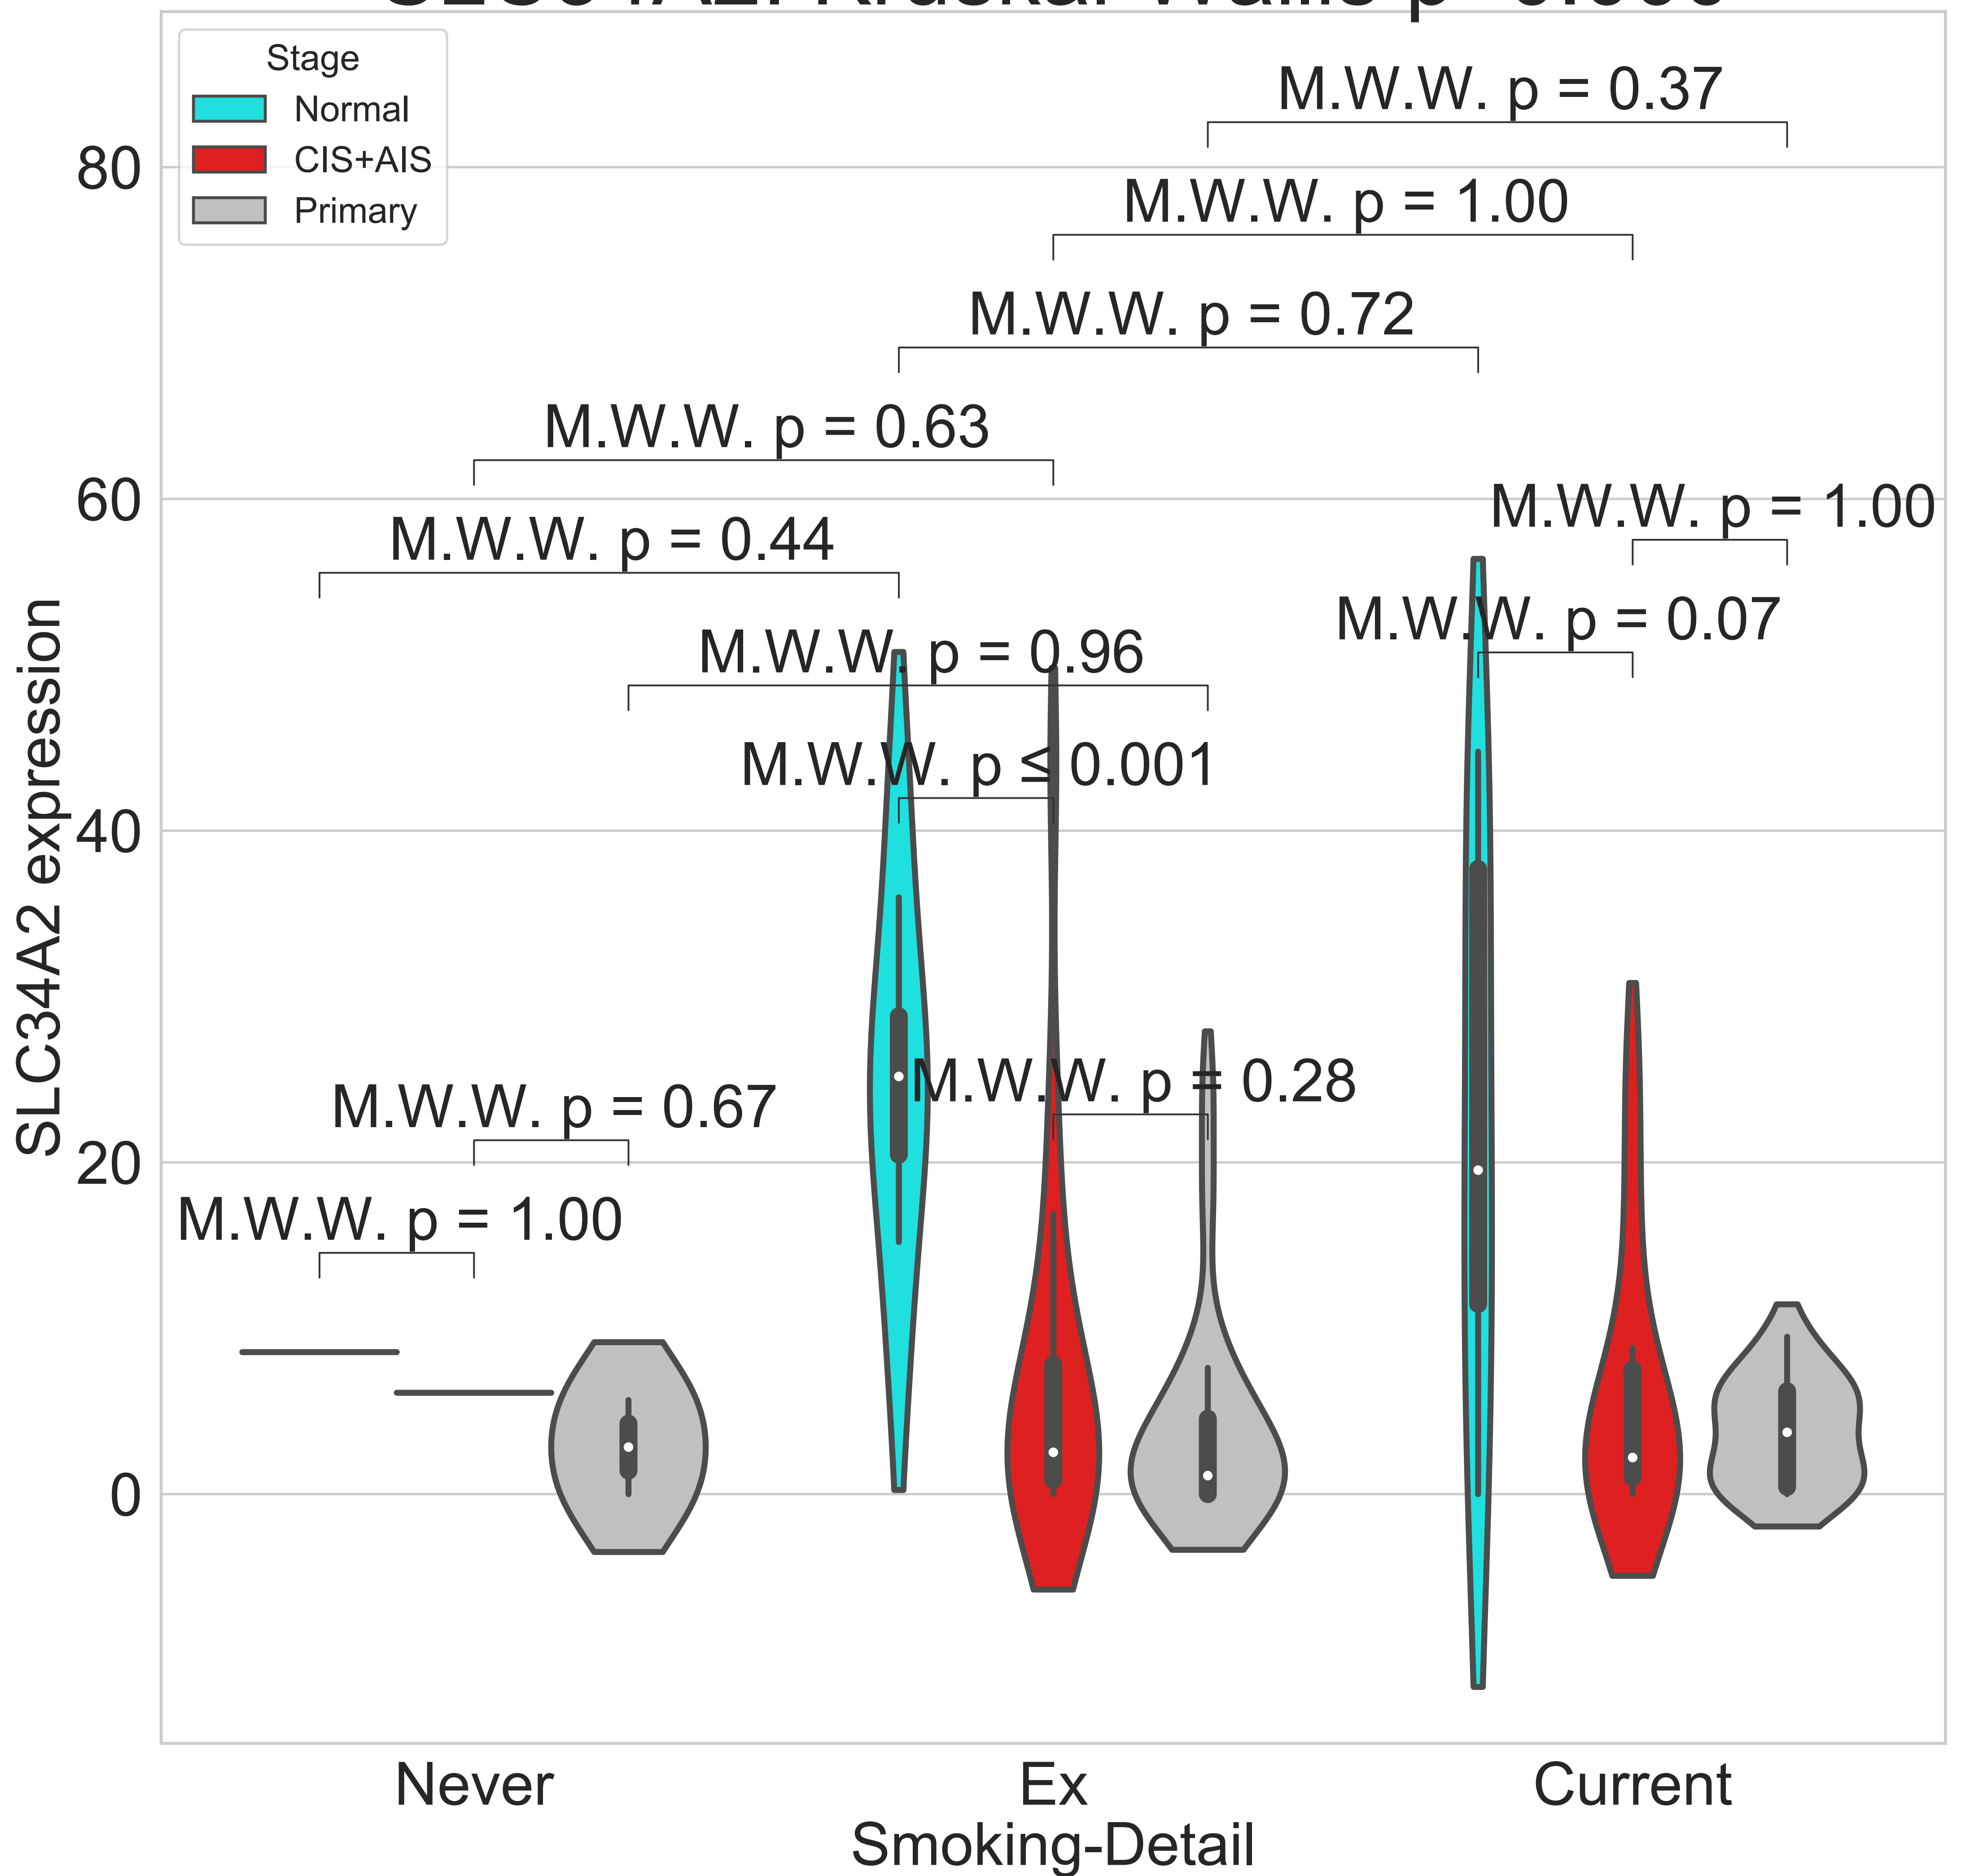 Stage
Normal
CIS+AIS
Primary
M.W.W. p = 0.37
80
M.W.W. p = 1.00
M.W.W. p = 0.72
M.W.W. p = 0.63
60
M.W.W. p = 1.00
M.W.W. p = 0.44
M.W.W. p = 0.07
M.W.W. p = 0.96
M.W.W. p ≤ 0.001
40
M.W.W. p = 0.28
M.W.W. p = 0.67
20
M.W.W. p = 1.00
0
SLC34A2 expression
Never
Ex
Current
Smoking-Detail